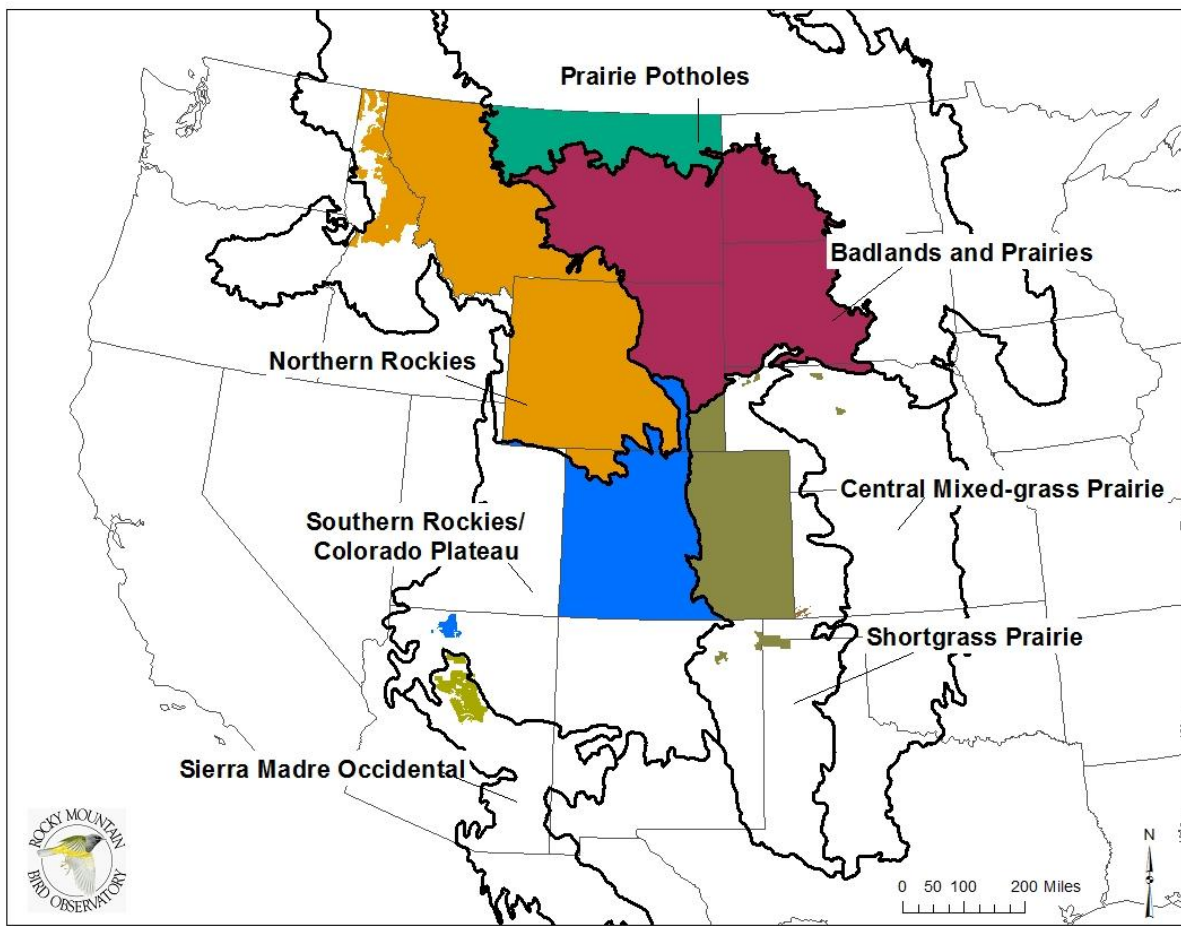 Prairie Potholes
Badlands and Prairies
Northern Rockies
Central Mixed-grass Prairie
Southern Rockies/
Colorado Plateau
Shortgrass Prairie
Sierra Madre Occidental
ROCKY MOUNTAIN
BIRD OBSERVATORY
N
0 50 100 200 Miles